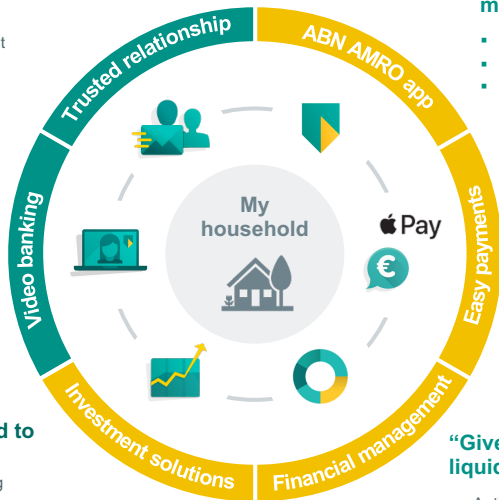 m
t
Trusted relationship
ABN AMRO app
Video banking
My
household
Pay
€
Easy payments
Investment solutions
Financial management
d to
g
“Give
liquid